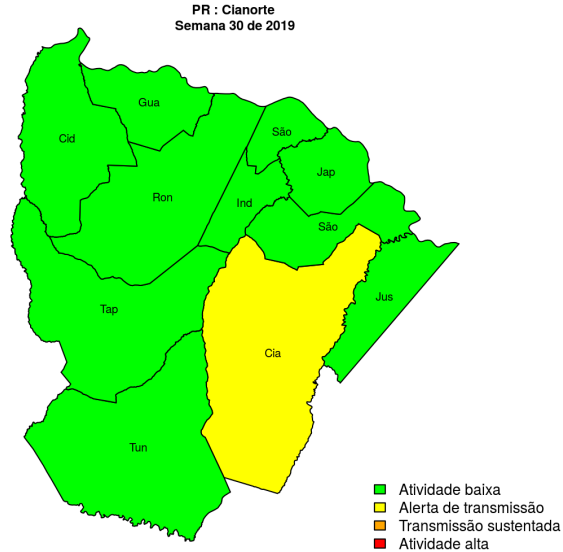 PR : Cianorte
Semana 30 de 2019
Gua
Cid
São
Jap
Ron
Ind
São
Jus
Tap
Cia
Tun
Atividade baixa
Alerta de transmissão
Transmissão sustentada
Atividade alta